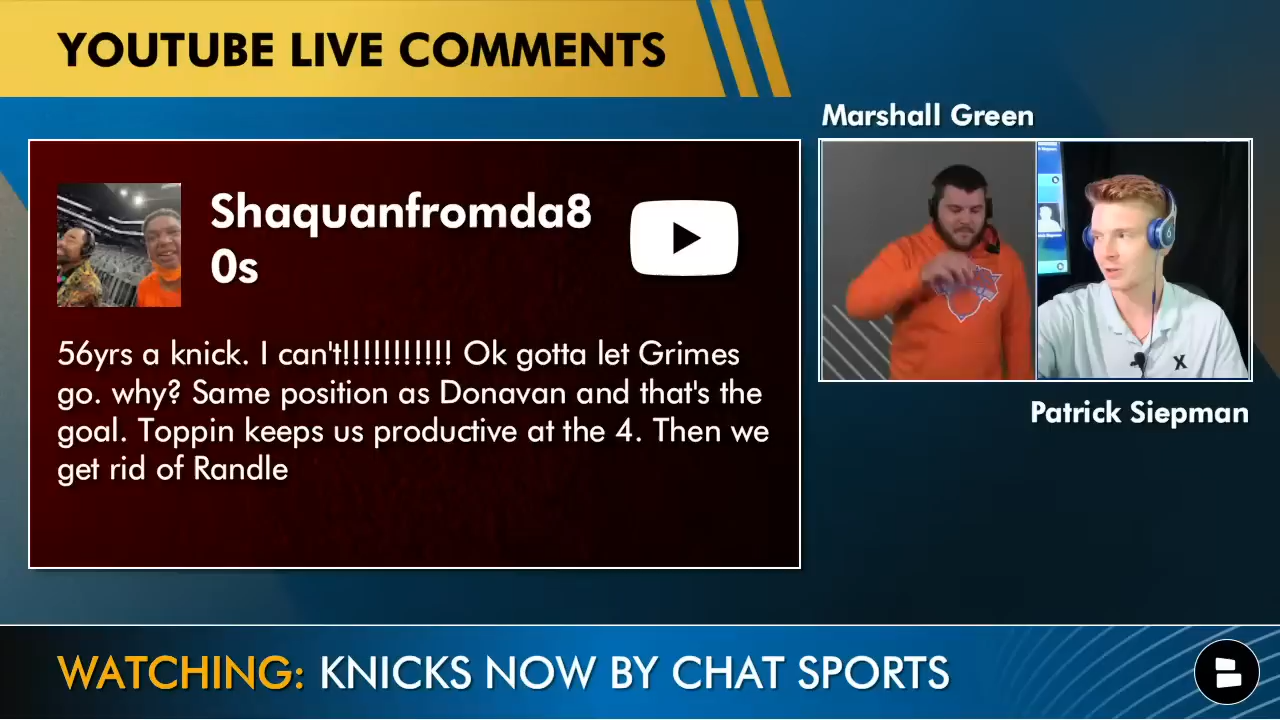 YOUTUBE LIVE COMMENTS
Marshall Green
Shaquanfromda8
0s
56yrs a knick. I can't!!!!!!!!!!! Ok gotta let Grimes
go. why? Same position as Donavan and that's the
goal. Toppin keeps us productive at the 4. Then we
get rid of Randle
X
Patrick Siepman
WATCHING: KNICKS NOW BY CHAT SPORTS